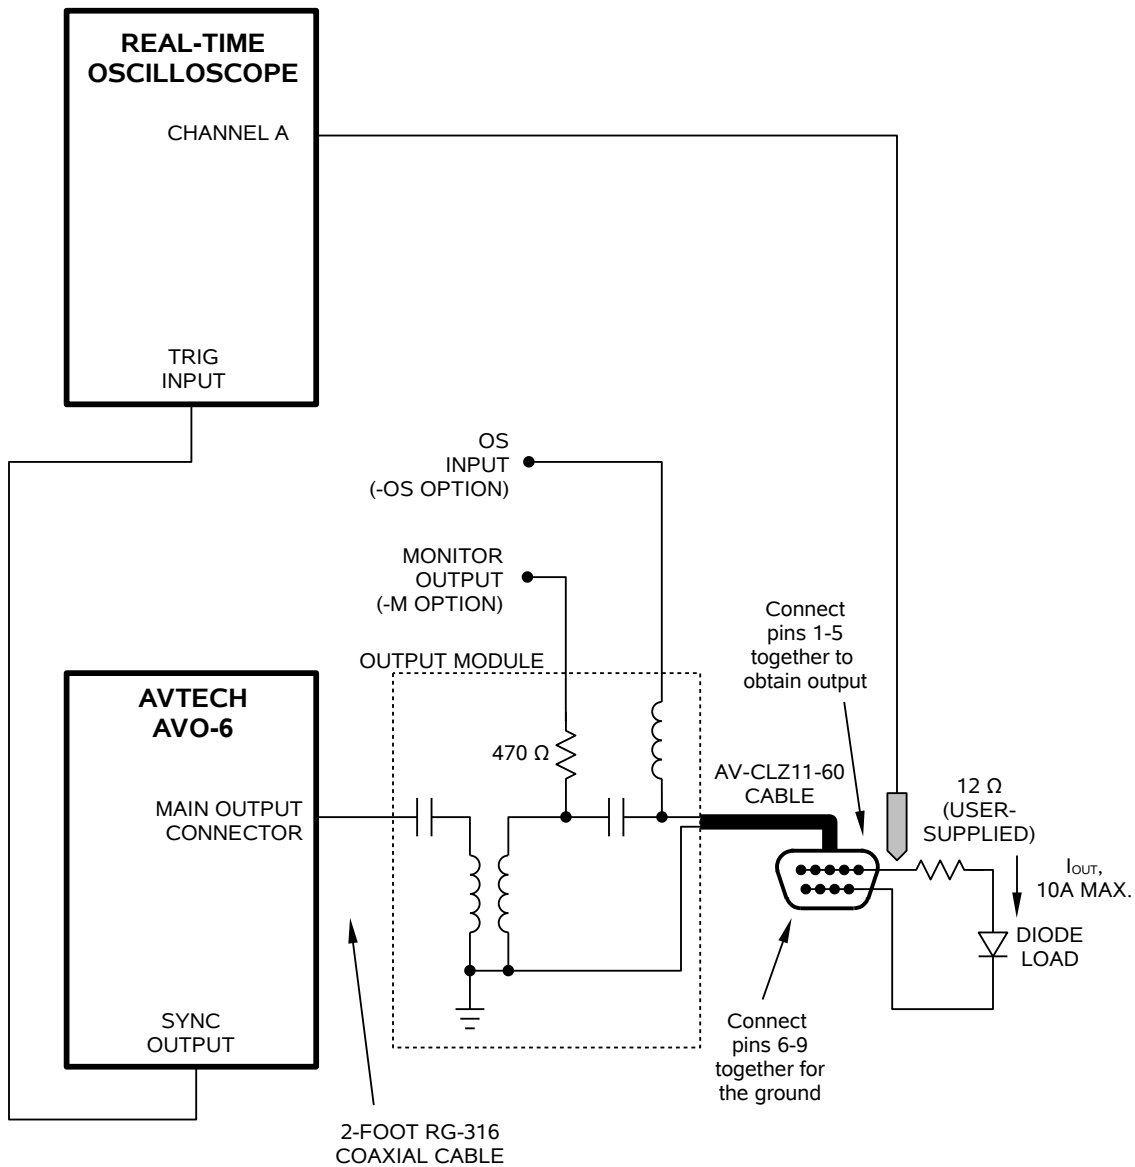 REAL-TIME
OSCILLOSCOPE
CHANNEL A
TRIG
INPUT
OS
INPUT
(-OS OPTION)
MONITOR
OUTPUT
(-M OPTION)
Connect
pins 1-5
together to
obtain output
OUTPUT MODULE
AVTECH
AVO-6
470 Ω
AV-CLZ11-60
CABLE
12 Ω
(USER-
SUPPLIED)
MAIN OUTPUT
CONNECTOR
IOUT,
10A MAX.
DIODE
LOAD
SYNC
OUTPUT
Connect
pins 6-9
together for
the ground
2-FOOT RG-316
COAXIAL CABLE